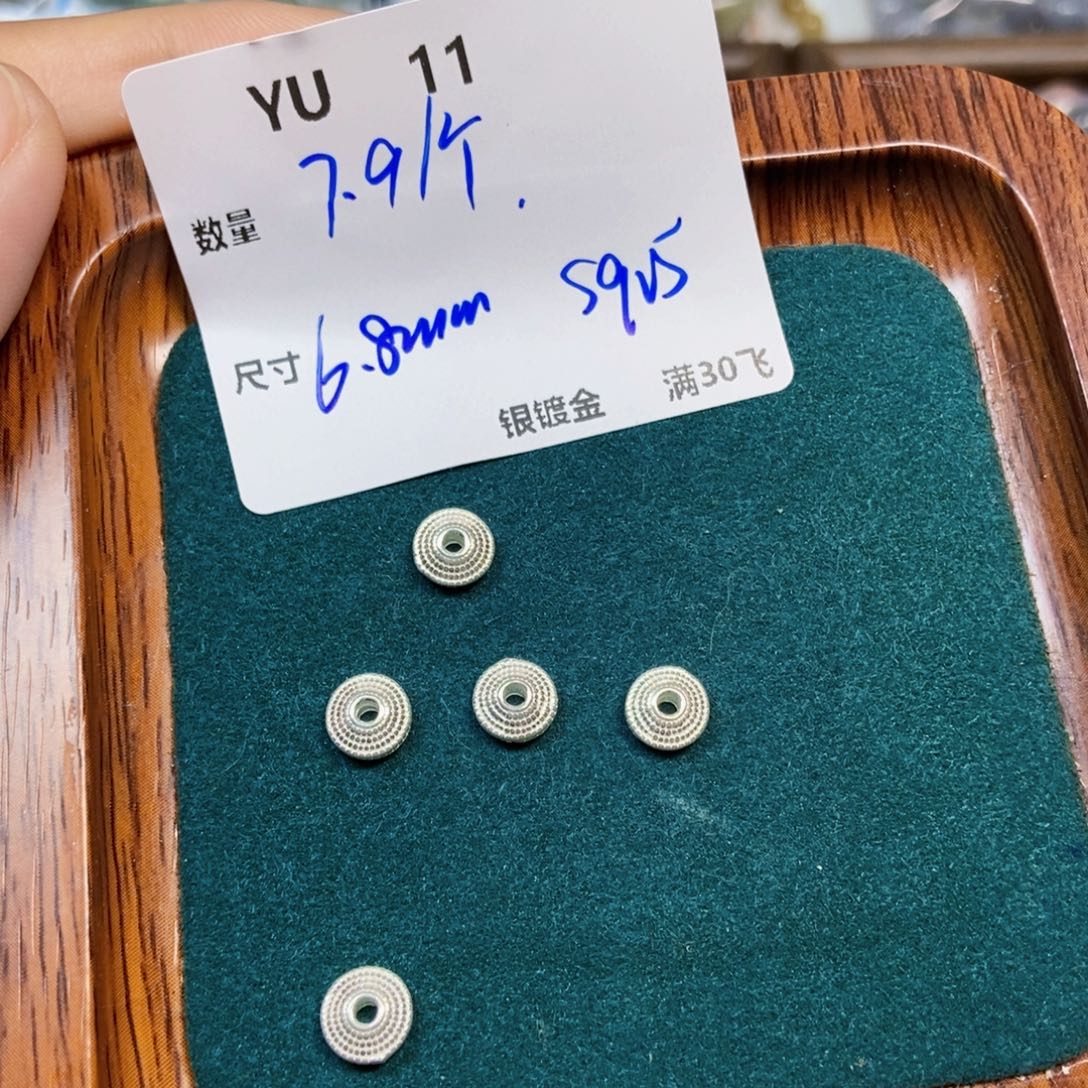 YU 11
数量 7.9/个.
尺寸 6.8mm S925
银镀金 满30飞